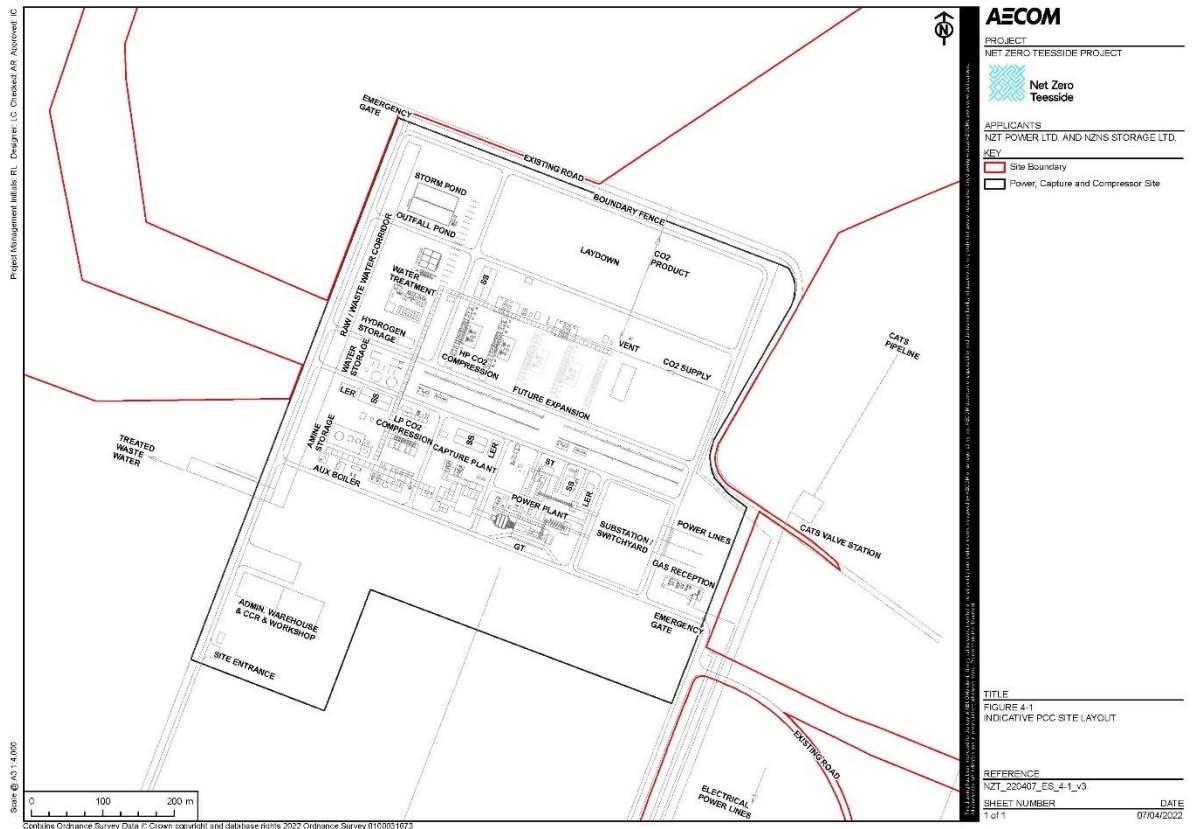 Project Management Initials: RL Designer: LC Checked: AR Approved: IC
Scale @ A3 1:4,000
N
EMERGENCY
GATE
EXISTING ROAD
BOUNDARY FENCE
STORM POND
OUTFALL POND
LAYDOWN
CO2
PRODUCT
RAW / WASTE WATER CORRIDOR
WATER
TREATMENT
SS
HYDROGEN
STORAGE
WATER
STORAGE
HP CO2
COMPRESSION
VENT
CO2 SUPPLY
FUTURE EXPANSION
CATS
PIPELINE
LER
SS
LP CO2
COMPRESSION
AMINE
STORAGE
SS
LER
CAPTURE PLANT
TREATED
WASTE
WATER
AUX BOILER
ST
SS
LER
POWER PLANT
GT
SUBSTATION /
SWITCHYARD
POWER LINES
CATS VALVE STATION
GAS RECEPTION
EMERGENCY
GATE
ADMIN, WAREHOUSE
& CCR & WORKSHOP
SITE ENTRANCE
EXISTING ROAD
ELECTRICAL
POWER LINES
0 100 200 m
Contains Ordnance Survey Data © Crown copyright and database rights 2022 Ordnance Survey 0100031673
AECOM
PROJECT
NET ZERO TEESSIDE PROJECT
Net Zero
Teesside
APPLICANTS
NZT POWER LTD. AND NZNS STORAGE LTD.
KEY
Site Boundary
Power, Capture and Compressor Site
TITLE
FIGURE 4-1
INDICATIVE PCC SITE LAYOUT
REFERENCE
NZT_220407_ES_4-1_v3
SHEET NUMBER DATE
1 of 1 07/04/2022